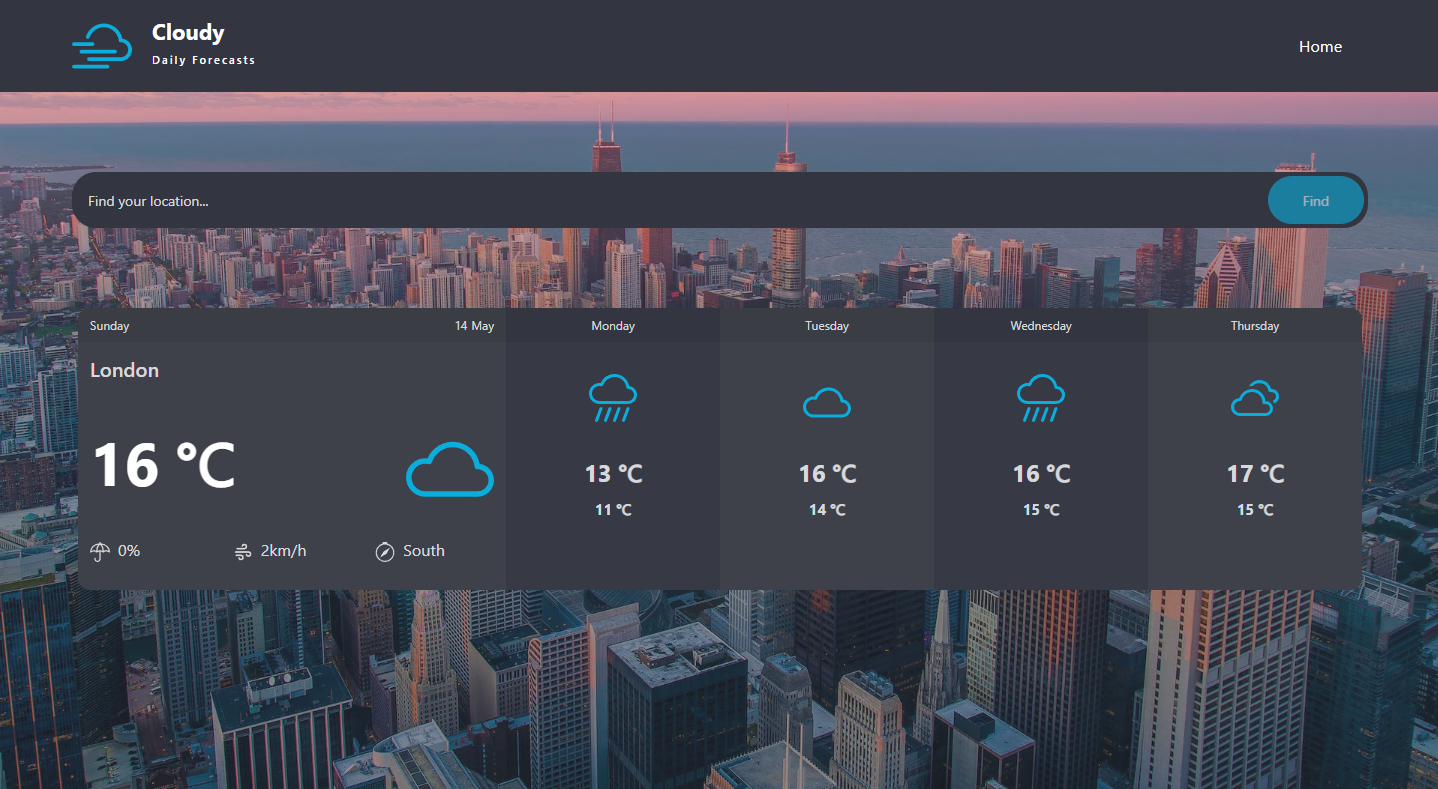 Cloudy
Daily Forecasts
Home
Find your location...
Find
Sunday
14 May
London
16 °C
0%
2km/h
South
Monday
13 °C
11 °C
Tuesday
16 °C
14 °C
Wednesday
16 °C
15 °C
Thursday
17 °C
15 °C